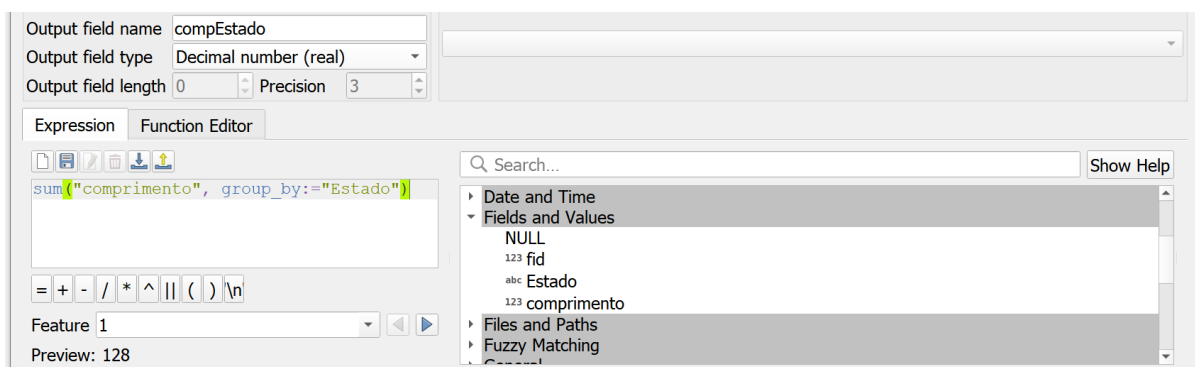 Output field name compEstado
Output field type Decimal number (real)
Output field length 0 Precision 3
Expression Function Editor
Search... Show Help
sum("comprimento", group_by:="Estado")
Date and Time
Fields and Values
NULL
123 fid
abc Estado
123 comprimento
Files and Paths
Fuzzy Matching
General
= + - / * ^ || ( ) '\n'
Feature 1
Preview: 128